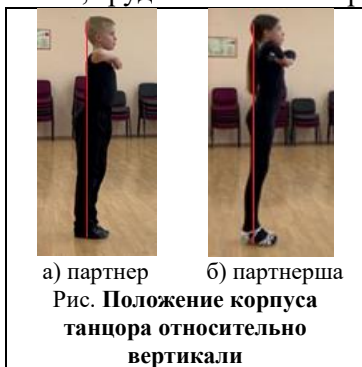 а) партнер б) партнерша
Рис. Положение корпуса
танцора относительно
вертикали